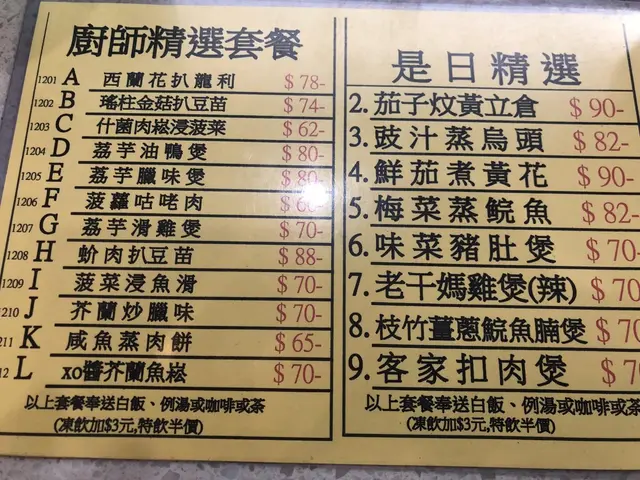 廚師精選套餐
1201 A 西蘭花扒龍利 $78-
1202 B 瑤柱金菇扒豆苗 $74-
1203 C 什菌肉崧浸菠菜 $62-
1204 D 荔芋油鴨煲 $80-
1205 E 荔芋臘味煲 $80-
1206 F 菠蘿咕咾肉
1207 G 荔芋滑雞煲 $70-
1208 H 蚧肉扒豆苗 $88-
1209 I 菠菜浸魚滑 $70-
1210 J 芥蘭炒臘味 $70-
211 K 咸魚蒸肉餅 $65-
12 L xo醬芥蘭魚崧 $70-
以上套餐奉送白飯、例湯或咖啡或茶
(凍飲加$3元,特飲半價)
是日精選
2. 茄子炆黃立倉 $90-
3. 豉汁蒸烏頭 $82-
4. 鮮茄煮黃花 $90-
5. 梅菜蒸鯇魚 $82-
6. 味菜豬肚煲 $70-
7. 老干媽雞煲(辣) $70
8. 枝竹薑蔥鯇魚腩煲 $70
9. 客家扣肉煲
以上套餐奉送白飯、例湯或咖啡或茶
(凍飲加$3元,特飲半價)